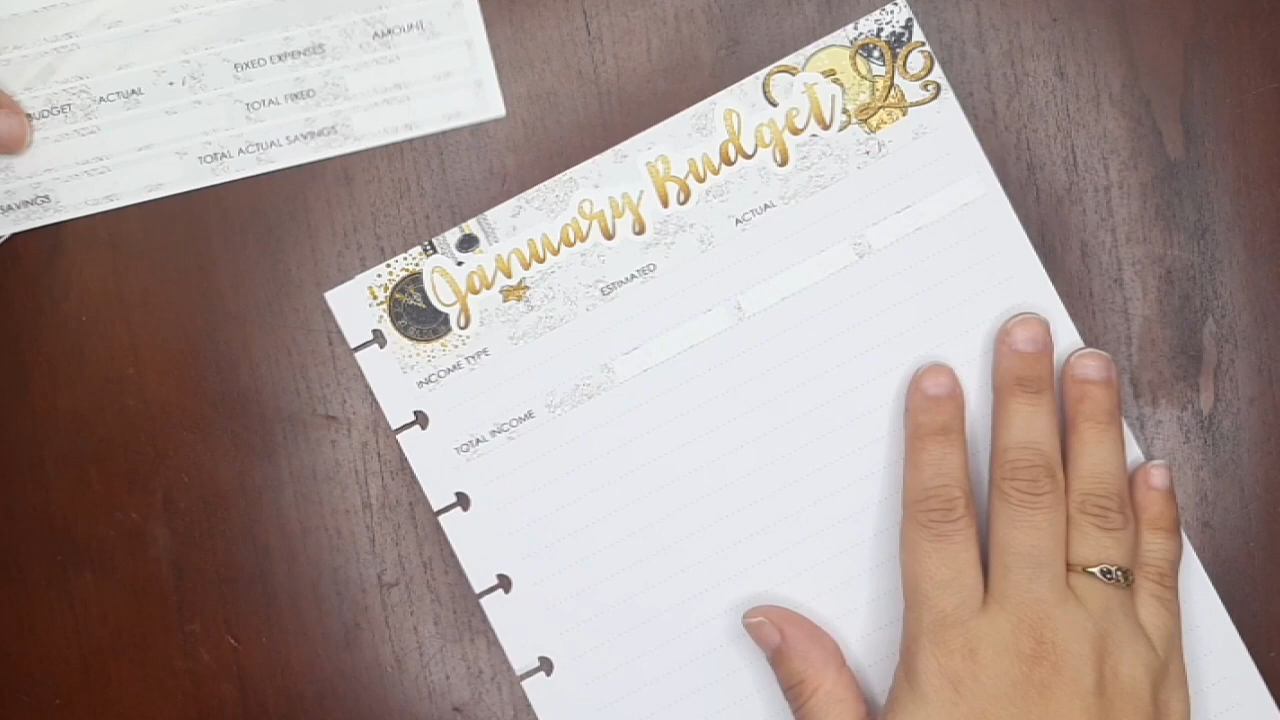 FIXED EXPENSES AMOUNT
BUDGET ACTUAL
TOTAL FIXED
TOTAL ACTUAL SAVINGS
SAVINGS
January Budget
INCOME TYPE ESTIMATED ACTUAL
TOTAL INCOME